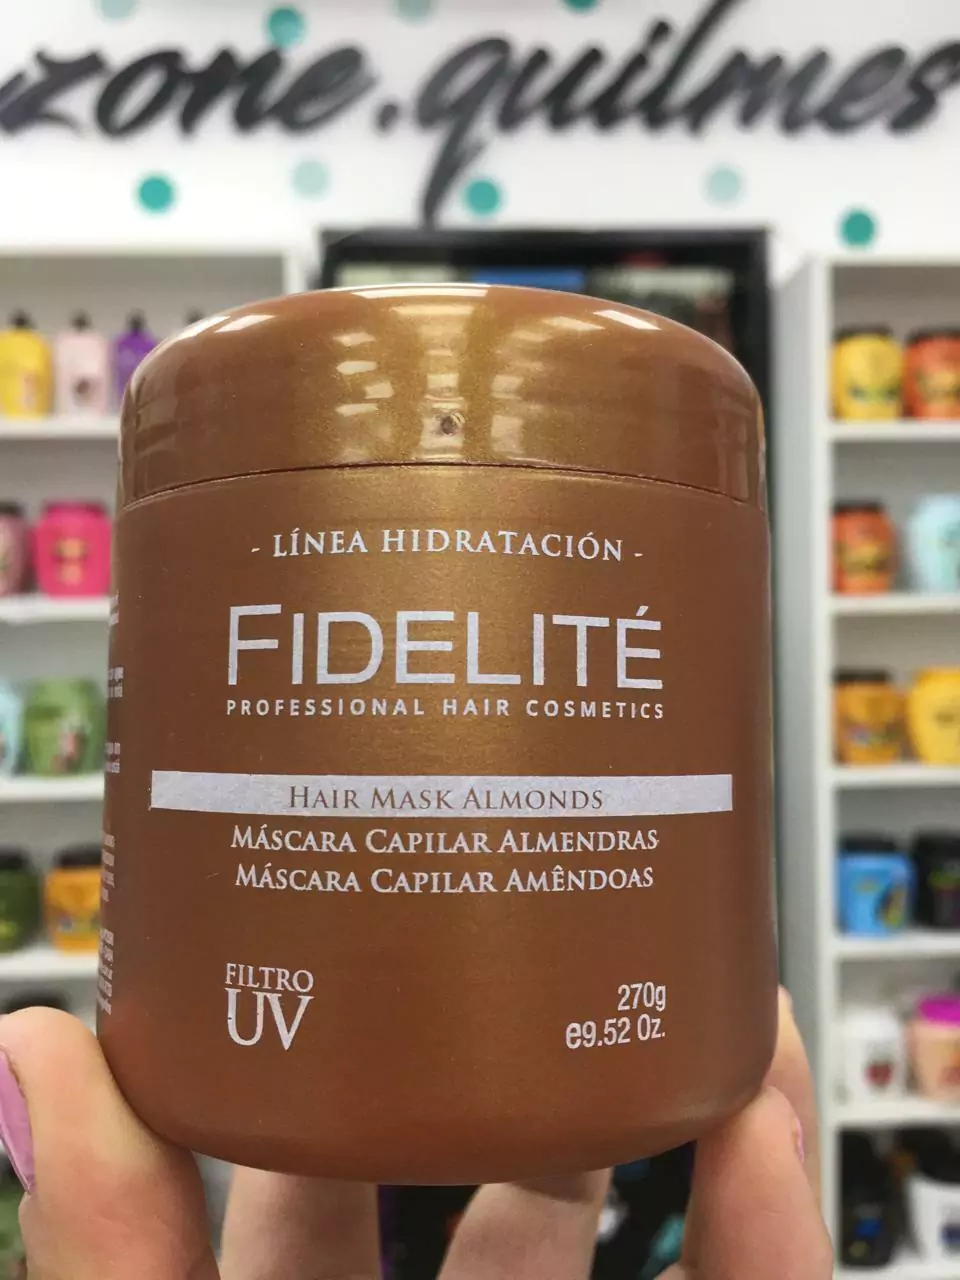 zone.quilmes
- LÍNEA HIDRATACIÓN -
FIDELITÉ
PROFESSIONAL HAIR COSMETICS
HAIR MASK ALMONDS
MÁSCARA CAPILAR ALMENDRAS
MÁSCARA CAPILAR AMÊNDOAS
FILTRO
UV
270g
e9.52 Oz.